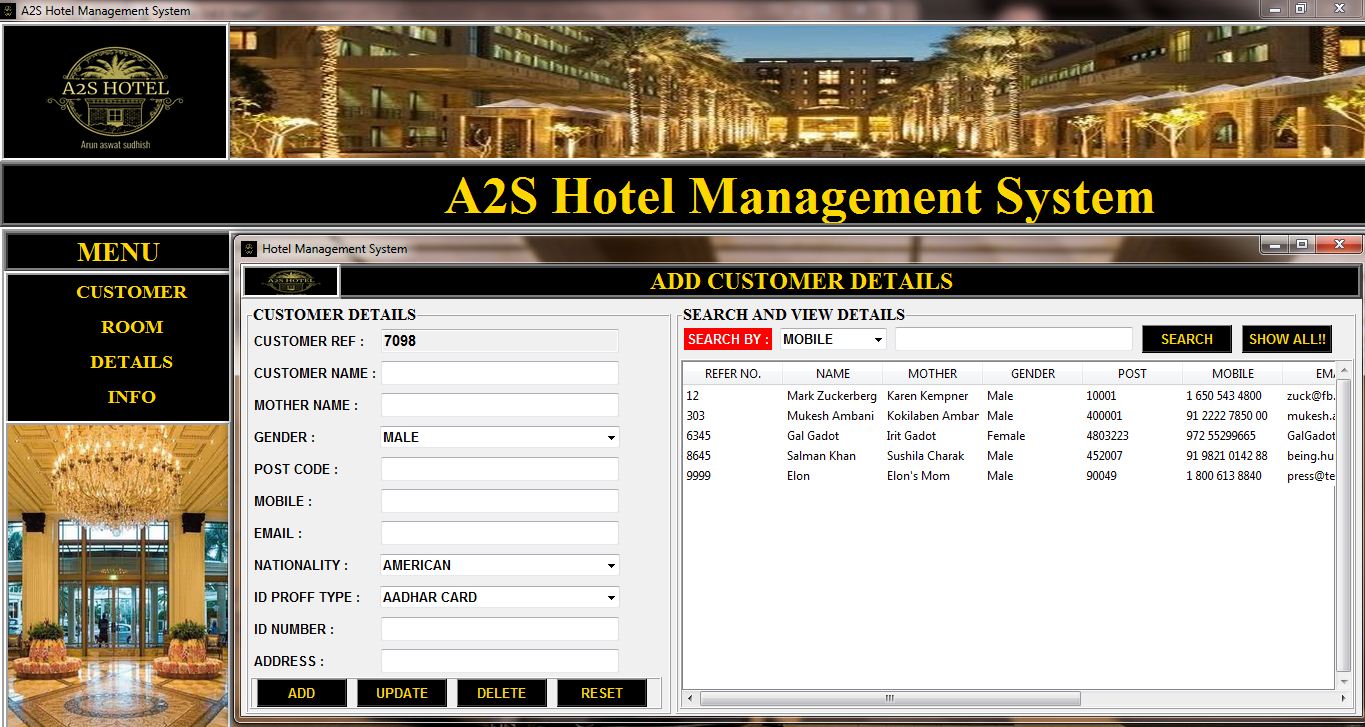 A2S Hotel Management System
A2S HOTEL
Arun aswat sudhish
A2S Hotel Management System
MENU
CUSTOMER
ROOM
DETAILS
INFO
Hotel Management System
A2S HOTEL
ADD CUSTOMER DETAILS
CUSTOMER DETAILS
CUSTOMER REF : 7098
CUSTOMER NAME :
MOTHER NAME :
GENDER : MALE
POST CODE :
MOBILE :
EMAIL :
NATIONALITY : AMERICAN
ID PROFF TYPE : AADHAR CARD
ID NUMBER :
ADDRESS :
ADD UPDATE DELETE RESET
SEARCH AND VIEW DETAILS
SEARCH BY : MOBILE SEARCH SHOW ALL!!
REFER NO. NAME MOTHER GENDER POST MOBILE EMA
12 Mark Zuckerberg Karen Kempner Male 10001 1 650 543 4800 zuck@fb.
303 Mukesh Ambani Kokilaben Ambar Male 400001 91 2222 7850 00 mukesh.a
6345 Gal Gadot Irit Gadot Female 4803223 972 55299665 GalGadot
8645 Salman Khan Sushila Charak Male 452007 91 9821 0142 88 being.hu
9999 Elon Elon's Mom Male 90049 1 800 613 8840 press@te